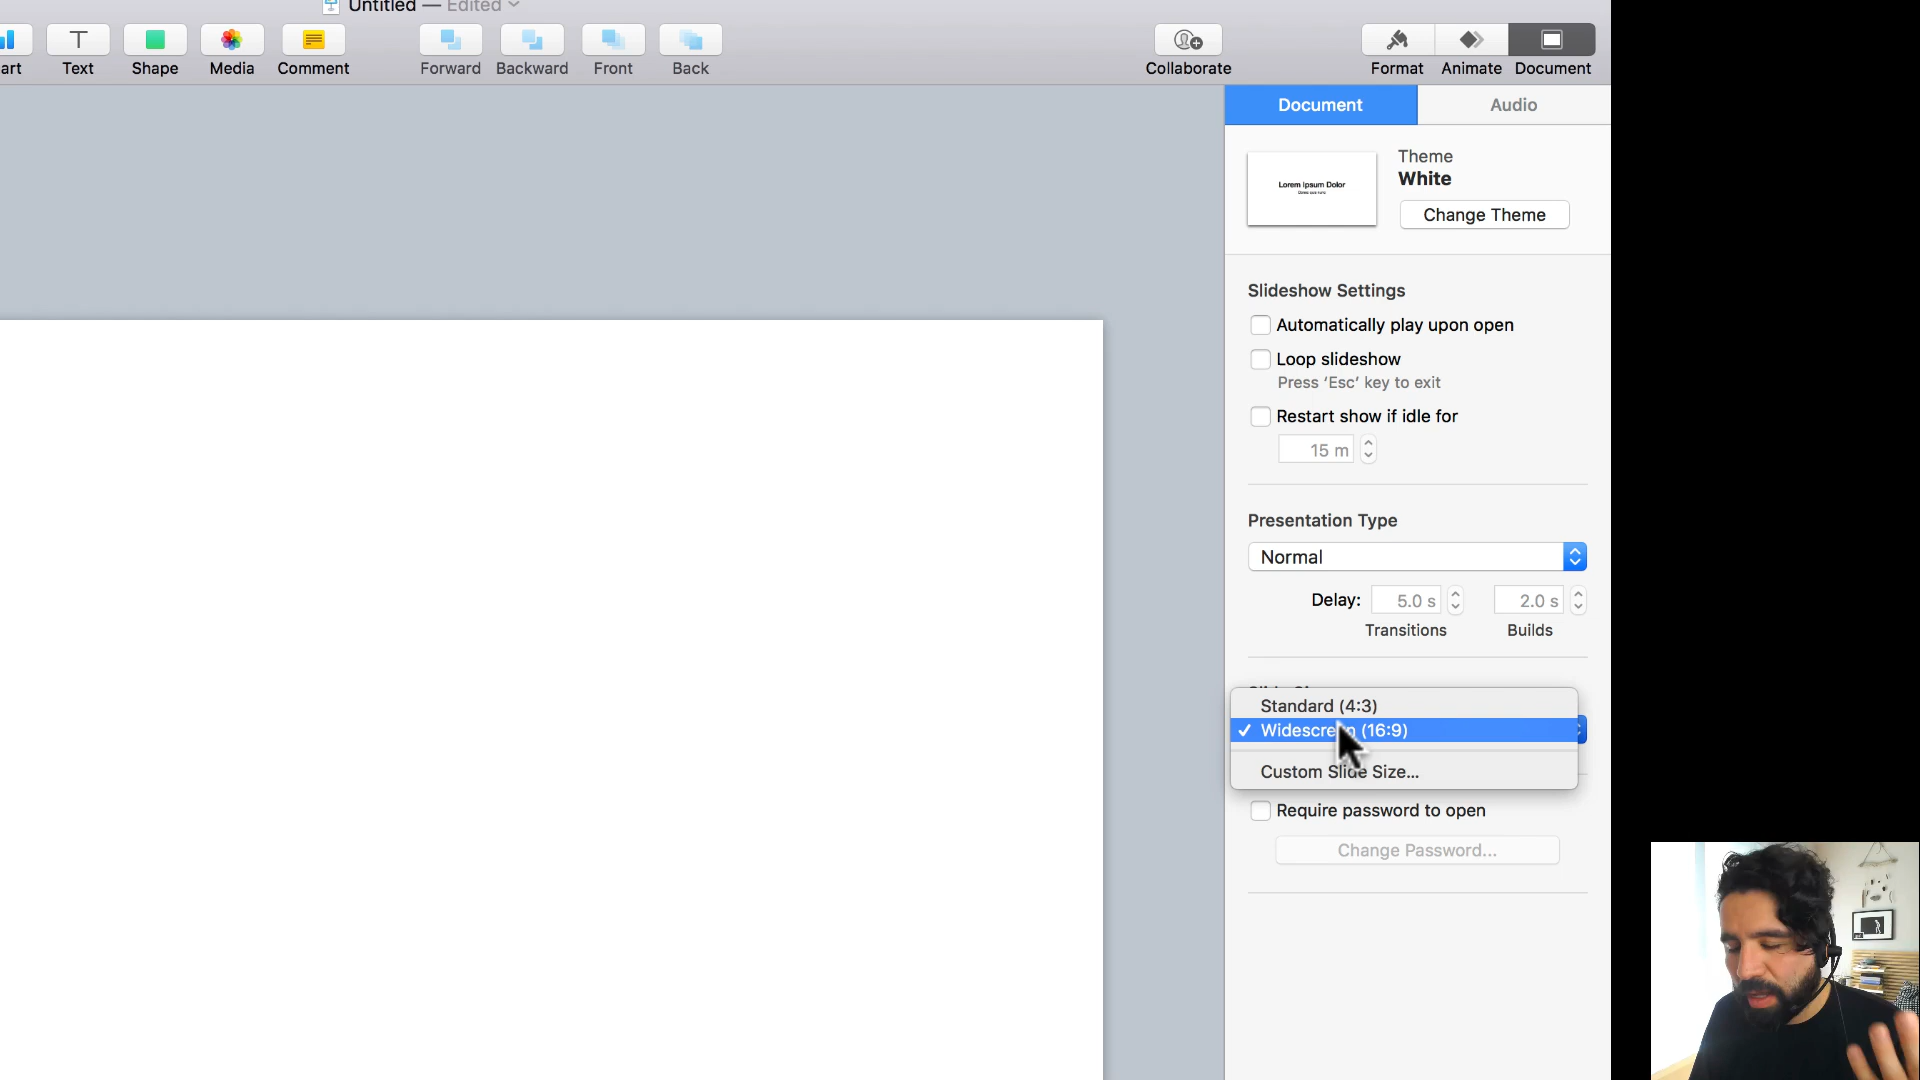 Untitled — Edited
art Text Shape Media Comment Forward Backward Front Back Collaborate Format Animate Document
Document Audio
Lorem Ipsum Dolor
Theme
White
Change Theme
Slideshow Settings
Automatically play upon open
Loop slideshow
Press ‘Esc’ key to exit
Restart show if idle for
15 m
Presentation Type
Normal
Delay: 5.0 s 2.0 s
Transitions Builds
Standard (4:3)
✓ Widescreen (16:9)
Custom Slide Size...
Require password to open
Change Password...